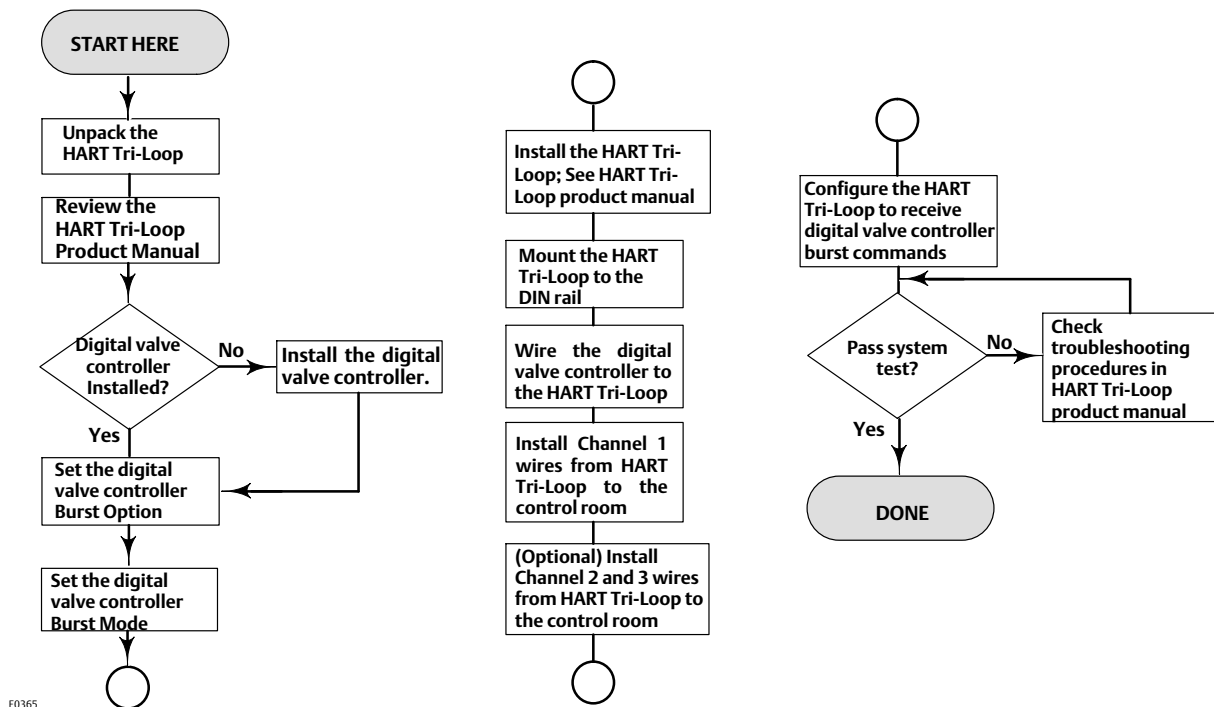 START HERE
Unpack the
HART Tri-Loop
Review the
HART Tri-Loop
Product Manual
Digital valve
controller
Installed?
No
Install the digital
valve controller.
Yes
Set the digital
valve controller
Burst Option
Set the digital
valve controller
Burst Mode
E0365
Install the HART Tri-
Loop; See HART Tri-
Loop product manual
Mount the HART
Tri-Loop to the
DIN rail
Wire the digital
valve controller to
the HART Tri-Loop
Install Channel 1
wires from HART
Tri-Loop to the
control room
(Optional) Install
Channel 2 and 3 wires
from HART Tri-Loop to
the control room
Configure the HART
Tri-Loop to receive
digital valve controller
burst commands
Pass system
test?
No
Check
troubleshooting
procedures in
HART Tri-Loop
product manual
Yes
DONE